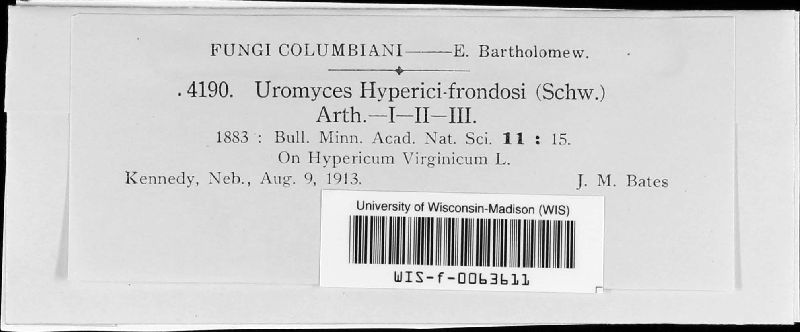 FUNGI COLUMBIANI——E. Bartholomew.
4190. Uromyces Hyperici-frondosi (Schw.)
Arth.—I—II—III.
1883 : Bull. Minn. Acad. Nat. Sci. 11 : 15.
On Hypericum Virginicum L.
Kennedy, Neb., Aug. 9, 1913. J. M. Bates
University of Wisconsin-Madison (WIS)
WIS-f-0063611